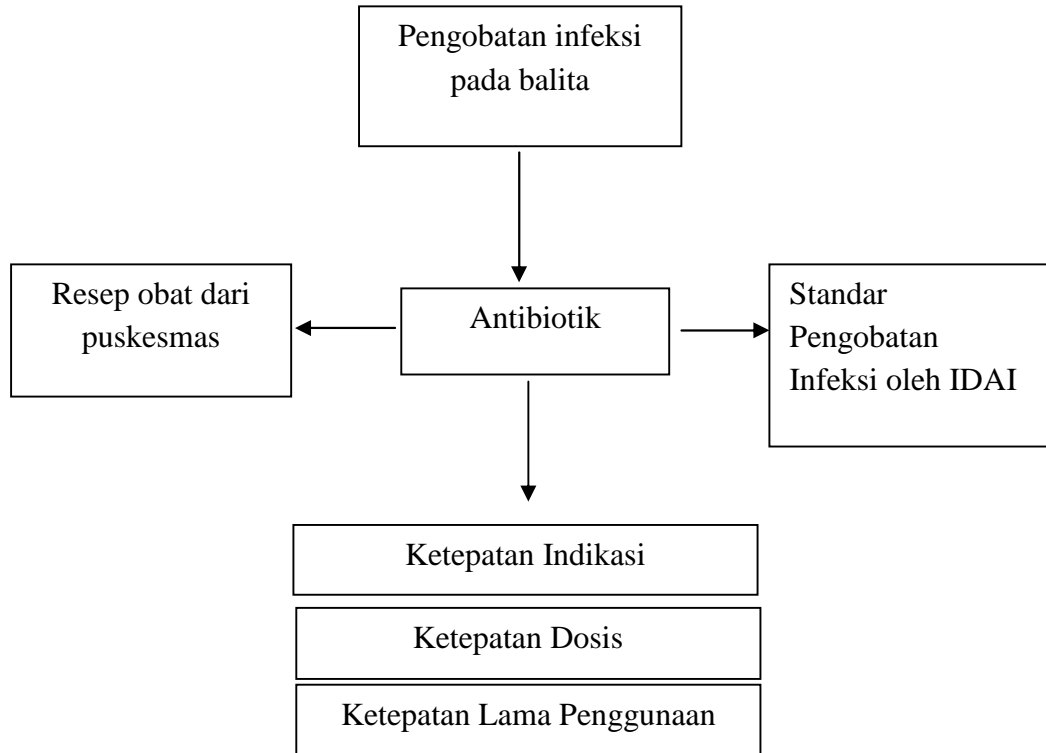 Pengobatan infeksi
pada balita
Resep obat dari
puskesmas
Antibiotik
Standar
Pengobatan
Infeksi oleh IDAI
Ketepatan Indikasi
Ketepatan Dosis
Ketepatan Lama Penggunaan